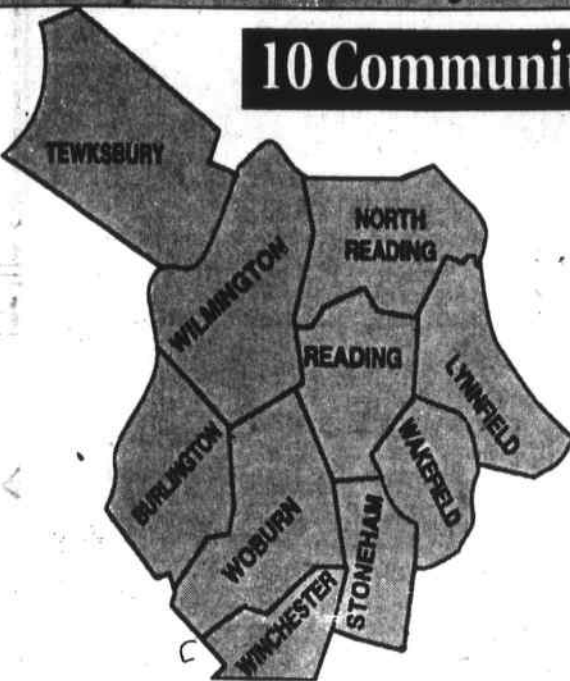 10 Communit
TEWKSBURY
NORTH
READING
WILMINGTON
READING
LYNNFIELD
BURLINGTON
WAKEFIELD
WOBURN
STONEHAM
WINCHESTER